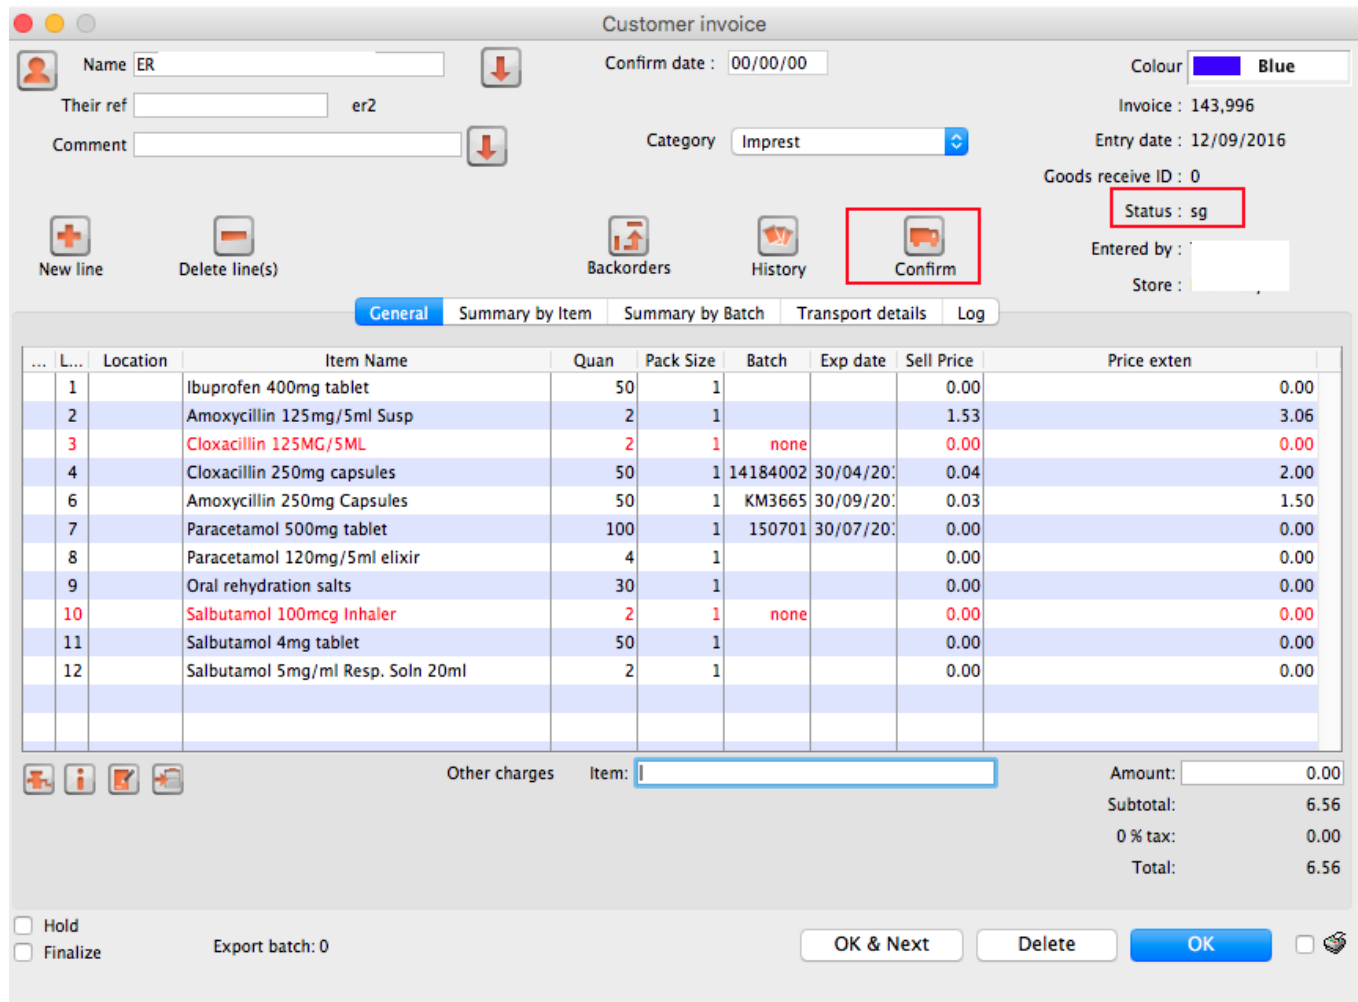 Customer invoice
Name ER Confirm date : 00/00/00 Colour Blue
Their ref er2 Invoice : 143,996
Comment Category Imprest Entry date : 12/09/2016
Goods receive ID : 0
Status : sg
New line Delete line(s) Backorders History Confirm Entered by :
Store :
General Summary by Item Summary by Batch Transport details Log
... L... Location Item Name Quan Pack Size Batch Exp date Sell Price Price exten
1 Ibuprofen 400mg tablet 50 1 0.00 0.00
2 Amoxycillin 125mg/5ml Susp 2 1 1.53 3.06
3 Cloxacillin 125MG/5ML 2 1 none 0.00 0.00
4 Cloxacillin 250mg capsules 50 1 14184002 30/04/20 0.04 2.00
6 Amoxycillin 250mg Capsules 50 1 KM3665 30/09/20 0.03 1.50
7 Paracetamol 500mg tablet 100 1 150701 30/07/20 0.00 0.00
8 Paracetamol 120mg/5ml elixir 4 1 0.00 0.00
9 Oral rehydration salts 30 1 0.00 0.00
10 Salbutamol 100mcg Inhaler 2 1 none 0.00 0.00
11 Salbutamol 4mg tablet 50 1 0.00 0.00
12 Salbutamol 5mg/ml Resp. Soln 20ml 2 1 0.00 0.00
Other charges Item: Amount: 0.00
Subtotal: 6.56
0 % tax: 0.00
Total: 6.56
Hold
Finalize Export batch: 0 OK & Next Delete OK